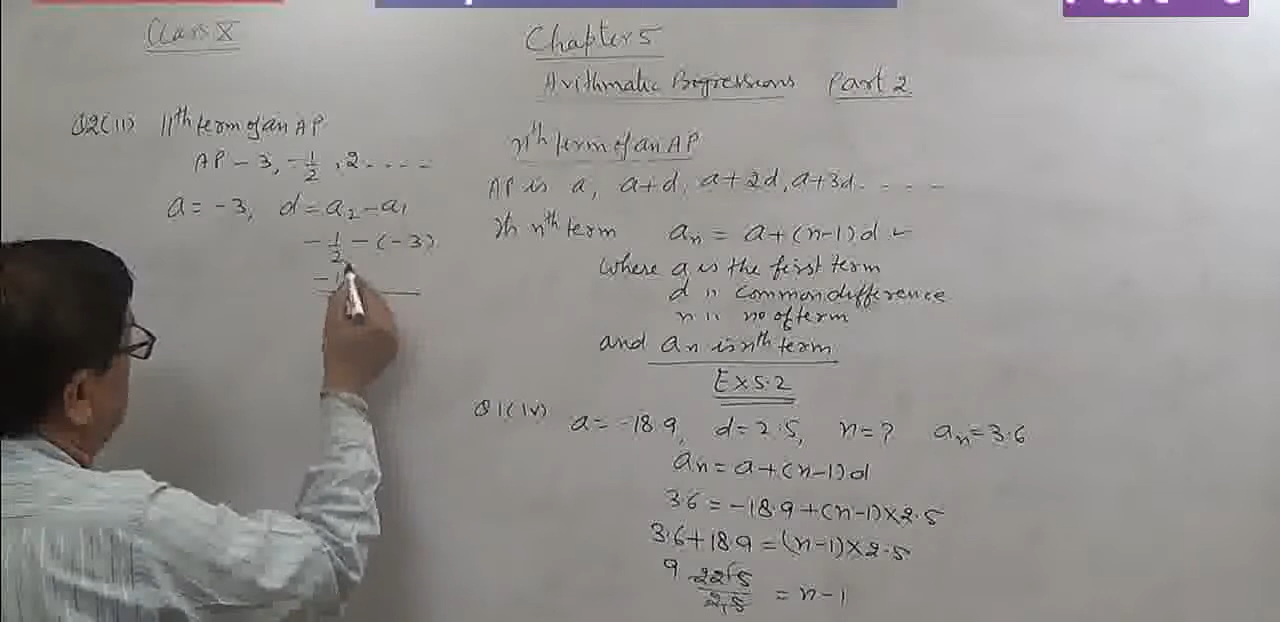 Class X
Chapter 5
Arithmatic Progressions Part 2
Q2(ii) 11th term of an AP
AP - 3, -1/2, 2 - - - -
a = -3, d = a2 - a1
-1/2 - (-3)
-1
nth term of an AP
AP is a, a+d, a+2d, a+3d. - - - -
nth term an = a+(n-1)d
where a is the first term
d is common difference
n is no of term
and an is nth term
Ex 5.2
Q1(iv) a = -18.9, d = 2.5, n = ? an = 3.6
an = a+(n-1)d
3.6 = -18.9+(n-1)×2.5
3.6+18.9 = (n-1)×2.5
9 22.5/2.5 = n-1